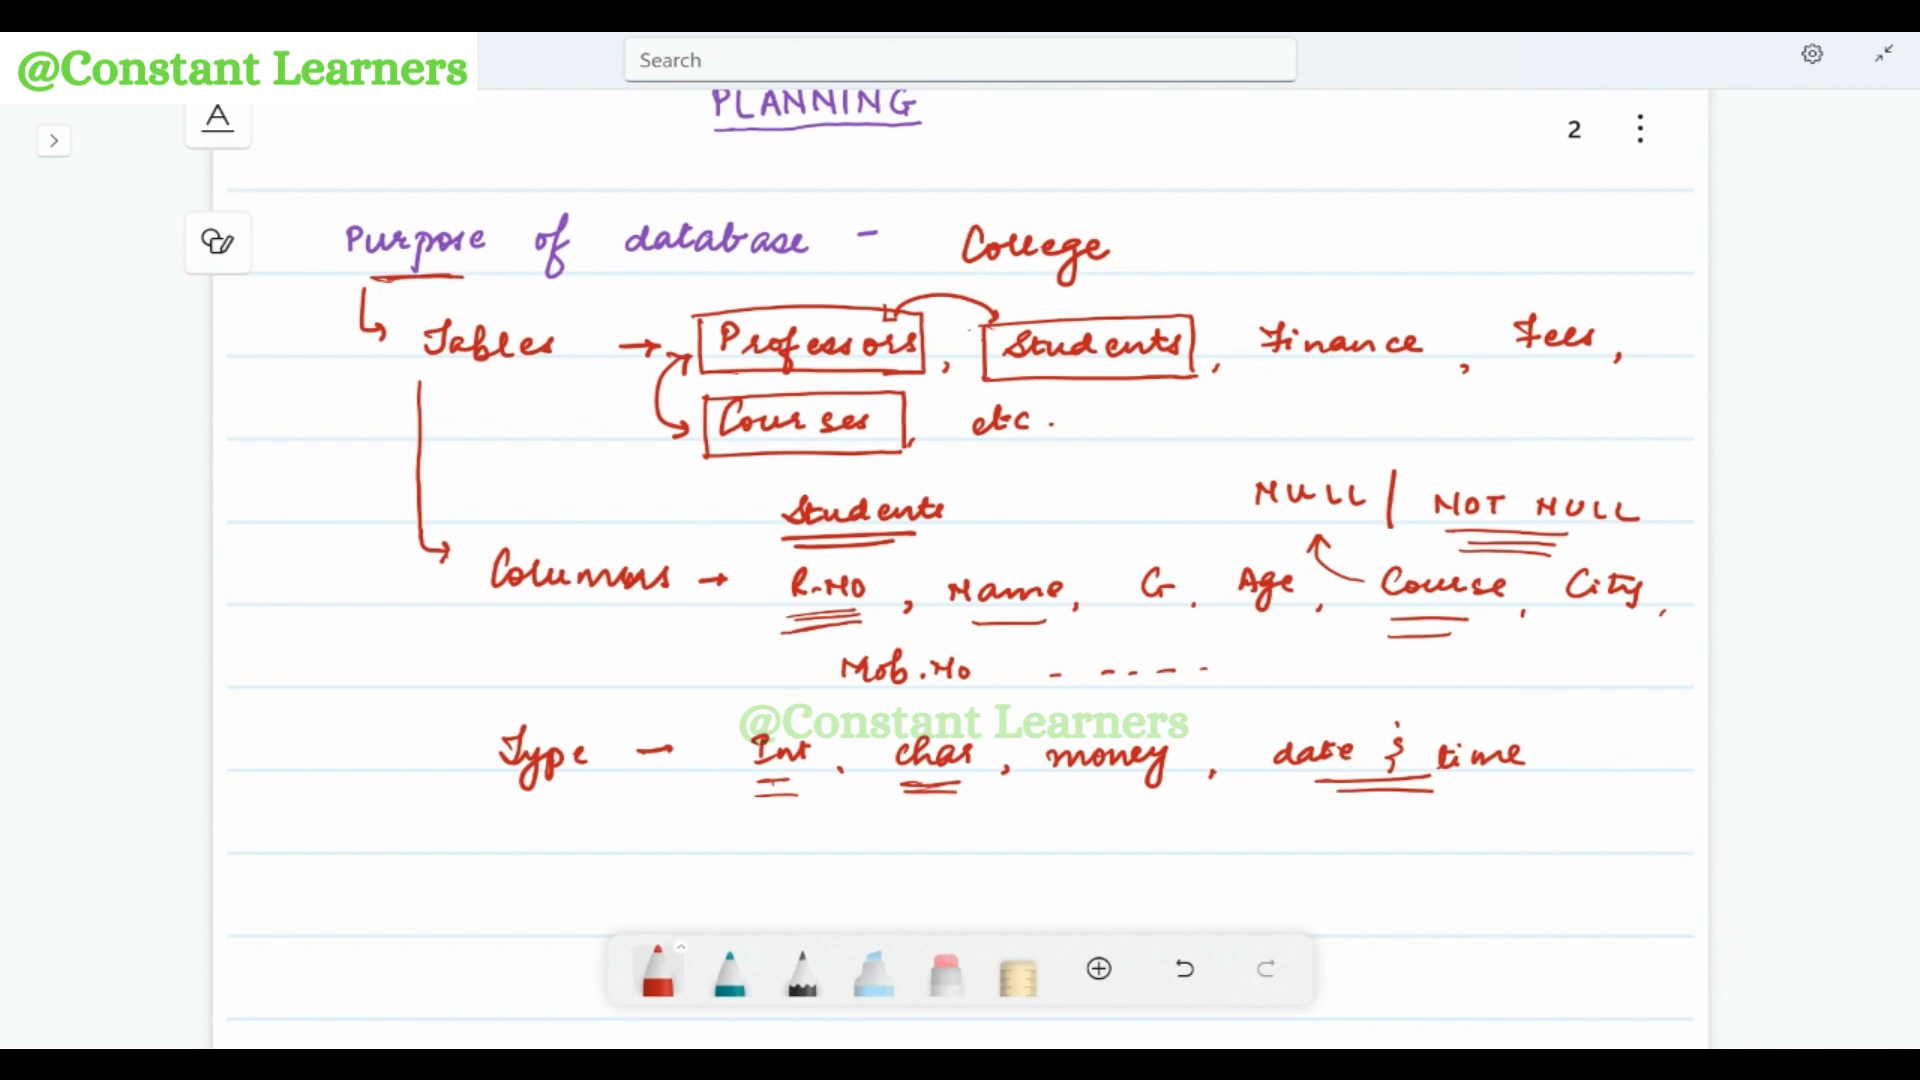 @Constant Learners
Search
A
PLANNING
2
Purpose of database - College
Tables → Professors, Students, Finance, Fees,
Courses, etc.
Students
NULL | NOT NULL
Columns → R.NO, Name, G. Age, Course, City,
Mob.No - - - - - -
@Constant Learners
Type - Int, char, money, date & time